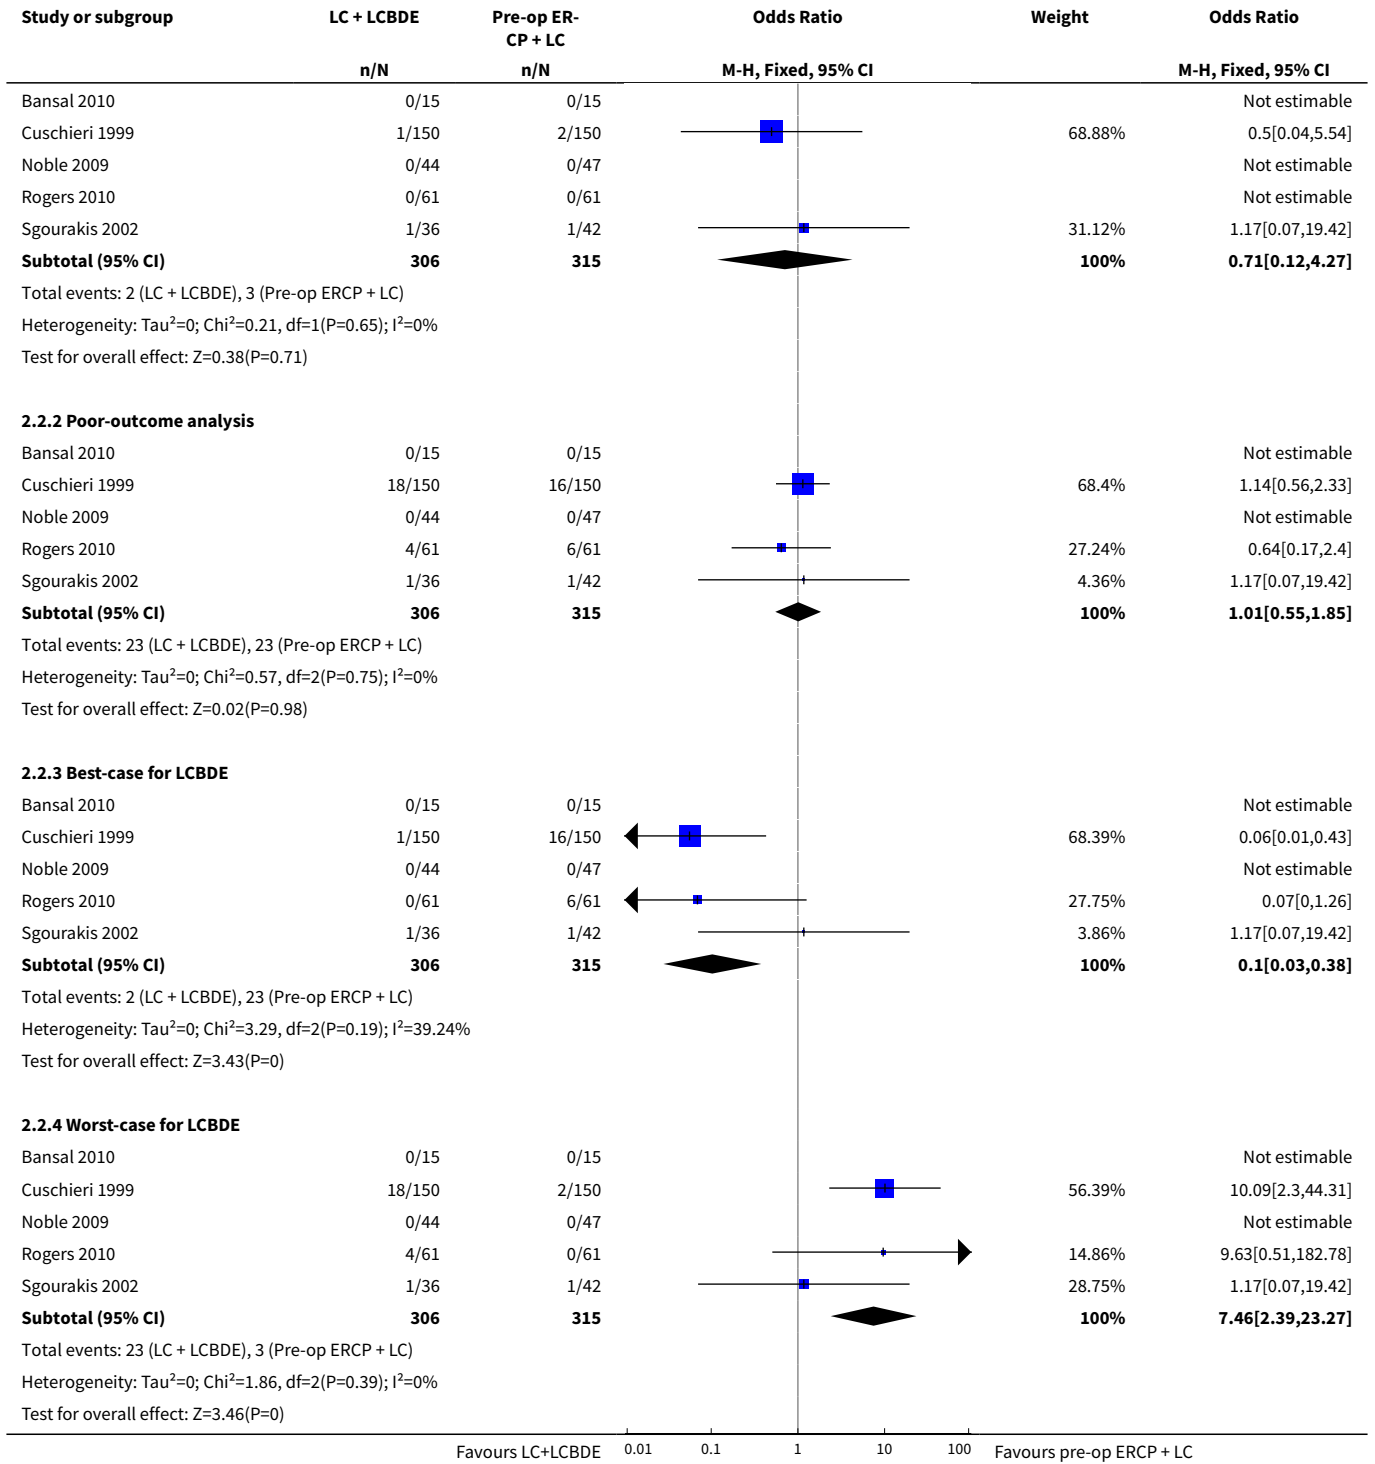 Study or subgroup LC + LCBDE Pre-op ER- Odds Ratio Weight Odds Ratio
CP + LC
n/N n/N M-H, Fixed, 95% CI M-H, Fixed, 95% CI
Bansal 2010 0/15 0/15 Not estimable
Cuschieri 1999 1/150 2/150 68.88% 0.5[0.04,5.54]
Noble 2009 0/44 0/47 Not estimable
Rogers 2010 0/61 0/61 Not estimable
Sgourakis 2002 1/36 1/42 31.12% 1.17[0.07,19.42]
Subtotal (95% CI) 306 315 100% 0.71[0.12,4.27]
Total events: 2 (LC + LCBDE), 3 (Pre-op ERCP + LC)
Heterogeneity: Tau²=0; Chi²=0.21, df=1(P=0.65); I²=0%
Test for overall effect: Z=0.38(P=0.71)
2.2.2 Poor-outcome analysis
Bansal 2010 0/15 0/15 Not estimable
Cuschieri 1999 18/150 16/150 68.4% 1.14[0.56,2.33]
Noble 2009 0/44 0/47 Not estimable
Rogers 2010 4/61 6/61 27.24% 0.64[0.17,2.4]
Sgourakis 2002 1/36 1/42 4.36% 1.17[0.07,19.42]
Subtotal (95% CI) 306 315 100% 1.01[0.55,1.85]
Total events: 23 (LC + LCBDE), 23 (Pre-op ERCP + LC)
Heterogeneity: Tau²=0; Chi²=0.57, df=2(P=0.75); I²=0%
Test for overall effect: Z=0.02(P=0.98)
2.2.3 Best-case for LCBDE
Bansal 2010 0/15 0/15 Not estimable
Cuschieri 1999 1/150 16/150 68.39% 0.06[0.01,0.43]
Noble 2009 0/44 0/47 Not estimable
Rogers 2010 0/61 6/61 27.75% 0.07[0,1.26]
Sgourakis 2002 1/36 1/42 3.86% 1.17[0.07,19.42]
Subtotal (95% CI) 306 315 100% 0.1[0.03,0.38]
Total events: 2 (LC + LCBDE), 23 (Pre-op ERCP + LC)
Heterogeneity: Tau²=0; Chi²=3.29, df=2(P=0.19); I²=39.24%
Test for overall effect: Z=3.43(P=0)
2.2.4 Worst-case for LCBDE
Bansal 2010 0/15 0/15 Not estimable
Cuschieri 1999 18/150 2/150 56.39% 10.09[2.3,44.31]
Noble 2009 0/44 0/47 Not estimable
Rogers 2010 4/61 0/61 14.86% 9.63[0.51,182.78]
Sgourakis 2002 1/36 1/42 28.75% 1.17[0.07,19.42]
Subtotal (95% CI) 306 315 100% 7.46[2.39,23.27]
Total events: 23 (LC + LCBDE), 3 (Pre-op ERCP + LC)
Heterogeneity: Tau²=0; Chi²=1.86, df=2(P=0.39); I²=0%
Test for overall effect: Z=3.46(P=0)
Favours LC+LCBDE 0.01 0.1 1 10 100 Favours pre-op ERCP + LC